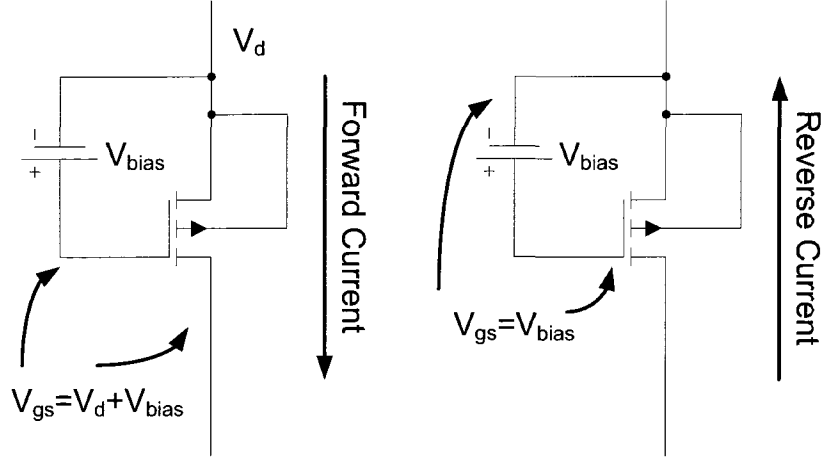 V_d
-
V_bias
+
Forward Current
V_gs=V_d+V_bias
-
V_bias
+
V_gs=V_bias
Reverse Current